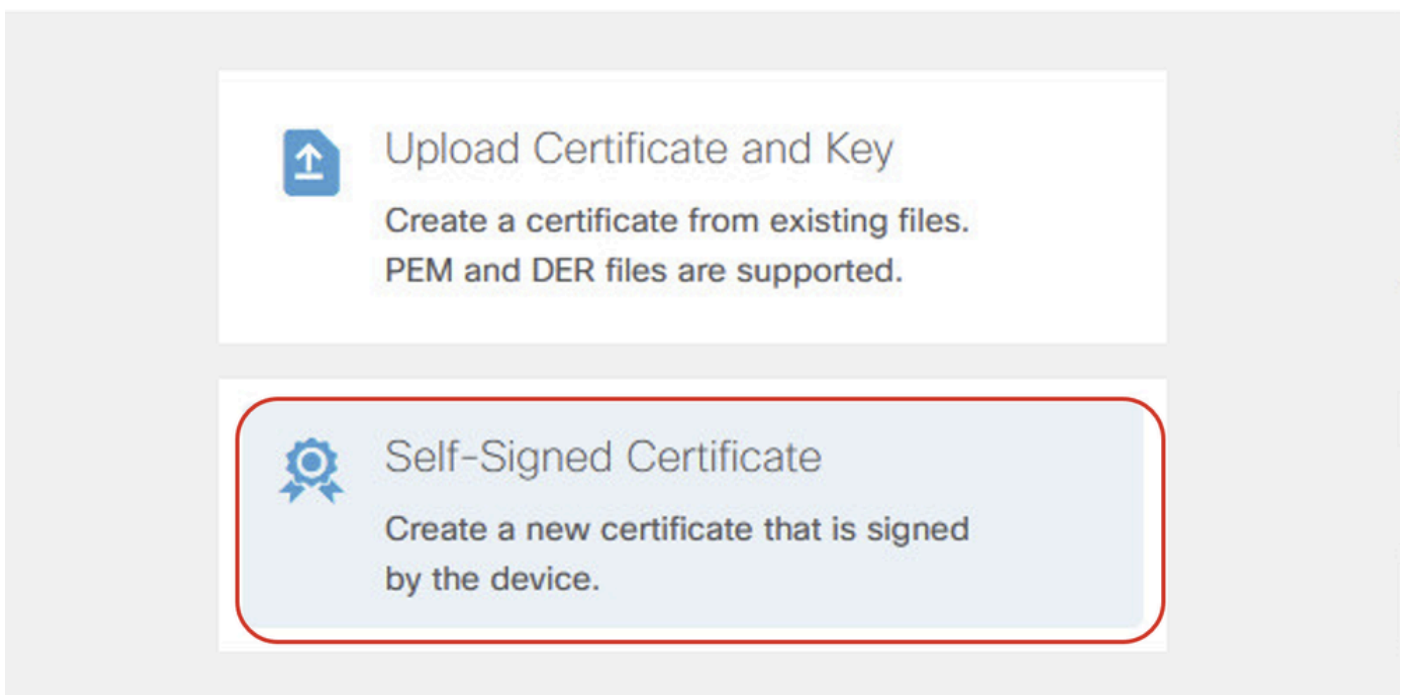 Upload Certificate and Key
Create a certificate from existing files.
PEM and DER files are supported.
Self-Signed Certificate
Create a new certificate that is signed
by the device.